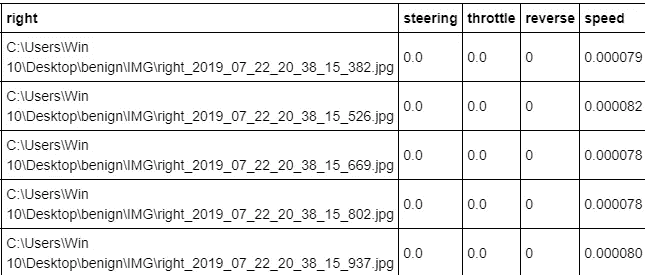 right steering throttle reverse speed
C:\Users\Win
10\Desktop\benign\IMG\right_2019_07_22_20_38_15_382.jpg 0.0 0.0 0 0.000079
C:\Users\Win
10\Desktop\benign\IMG\right_2019_07_22_20_38_15_526.jpg 0.0 0.0 0 0.000082
C:\Users\Win
10\Desktop\benign\IMG\right_2019_07_22_20_38_15_669.jpg 0.0 0.0 0 0.000078
C:\Users\Win
10\Desktop\benign\IMG\right_2019_07_22_20_38_15_802.jpg 0.0 0.0 0 0.000078
C:\Users\Win
10\Desktop\benign\IMG\right_2019_07_22_20_38_15_937.jpg 0.0 0.0 0 0.000080